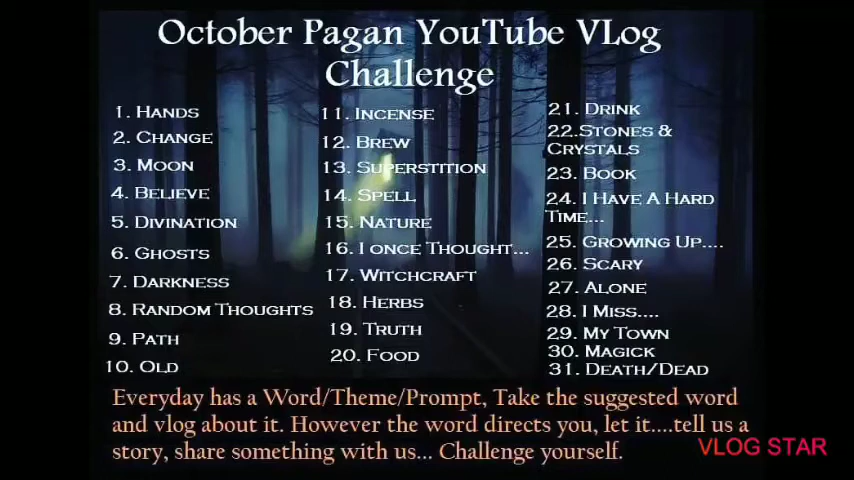 October Pagan YouTube VLog
Challenge
1. Hands
2. Change
3. Moon
4. Believe
5. Divination
6. Ghosts
7. Darkness
8. Random Thoughts
9. Path
10. Old
11. Incense
12. Brew
13. Superstition
14. Spell
15. Nature
16. I once Thought...
17. Witchcraft
18. Herbs
19. Truth
20. Food
21. Drink
22.Stones &
Crystals
23. Book
24. I Have A Hard
Time...
25. Growing Up....
26. Scary
27. Alone
28. I Miss....
29. My Town
30. Magick
31. Death/Dead
Everyday has a Word/Theme/Prompt, Take the suggested word
and vlog about it. However the word directs you, let it....tell us a
story, share something with us... Challenge yourself.
VLOG STAR